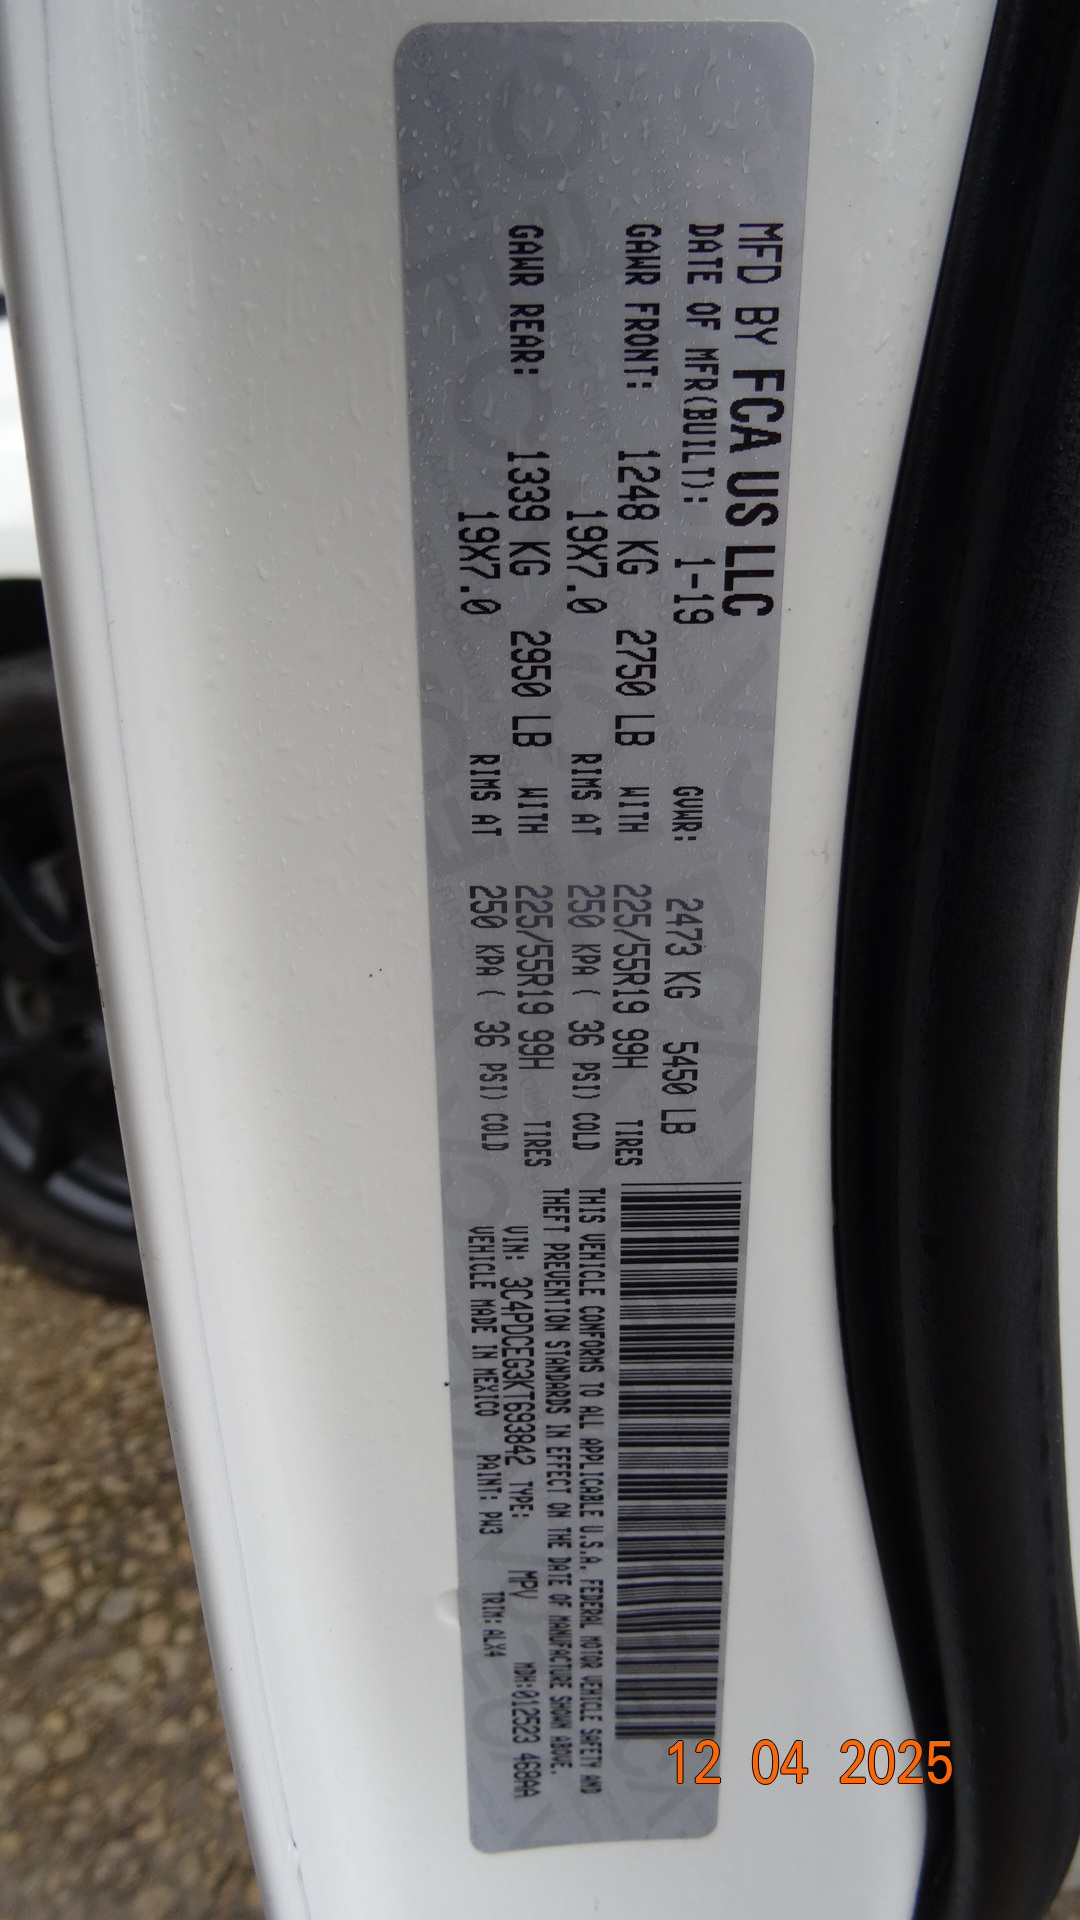 MFD BY FCA US LLC
DATE OF MFR(BUILT): 1-19 GVWR: 2473 KG 5450 LB
GAWR FRONT: 1248 KG 2750 LB WITH 225/55R19 99H TIRES
19X7.0 RIMS AT 250 KPA ( 36 PSI) COLD
GAWR REAR: 1339 KG 2950 LB WITH 225/55R19 99H TIRES
19X7.0 RIMS AT 250 KPA ( 36 PSI) COLD
THIS VEHICLE CONFORMS TO ALL APPLICABLE U.S.A. FEDERAL MOTOR VEHICLE SAFETY AND
THEFT PREVENTION STANDARDS IN EFFECT ON THE DATE OF MANUFACTURE SHOWN ABOVE.
VIN: 3C4PDCEG3KT693842 TYPE: MPV MDH:012523 468AA
VEHICLE MADE IN MEXICO PAINT: PW3 TRIM: ALX4
12 04 2025